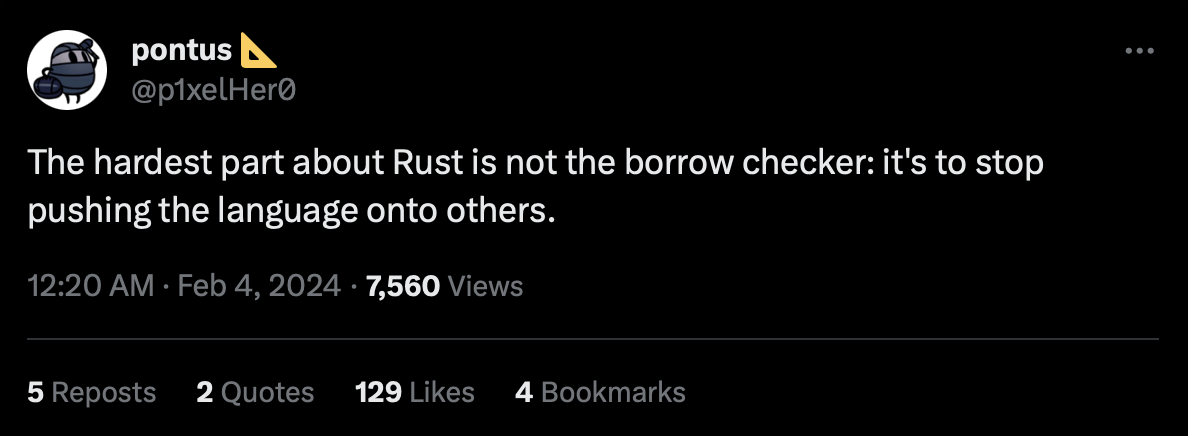 pontus 📐
@p1xelHer0
The hardest part about Rust is not the borrow checker: it's to stop
pushing the language onto others.
12:20 AM · Feb 4, 2024 · 7,560 Views
5 Reposts 2 Quotes 129 Likes 4 Bookmarks